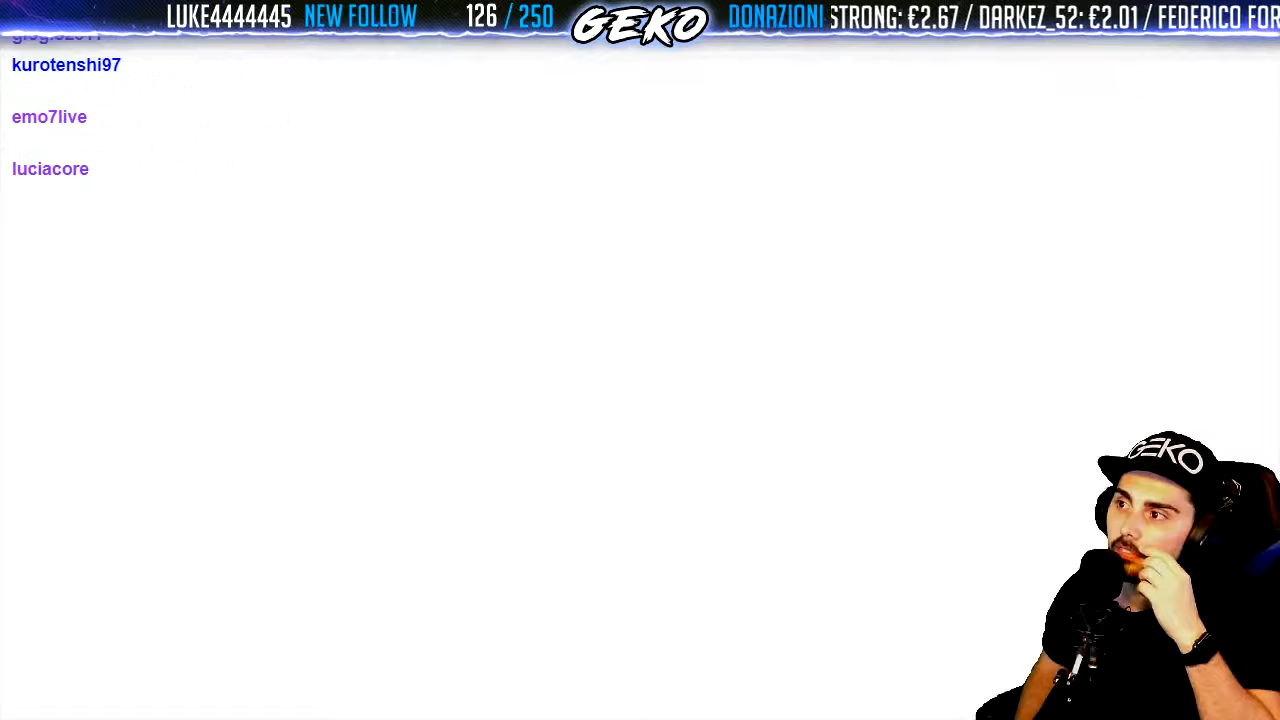 LUKE4444445 NEW FOLLOW 126 / 250 GEKO DONAZIONI STRONG: €2.67 / DARKEZ_52: €2.01 / FEDERICO FOR
kurotenshi97
emo7live
luciacore
GEKO